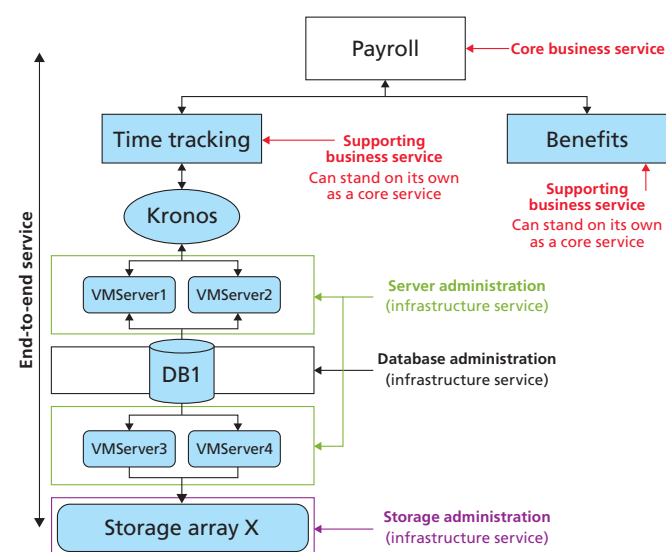 Payroll
Core business service
Time tracking
Supporting
business service
Can stand on its own
as a core service
Benefits
Supporting
business service
Can stand on its own
as a core service
Kronos
End-to-end service
VMServer1
VMServer2
Server administration
(infrastructure service)
DB1
Database administration
(infrastructure service)
VMServer3
VMServer4
Storage array X
Storage administration
(infrastructure service)